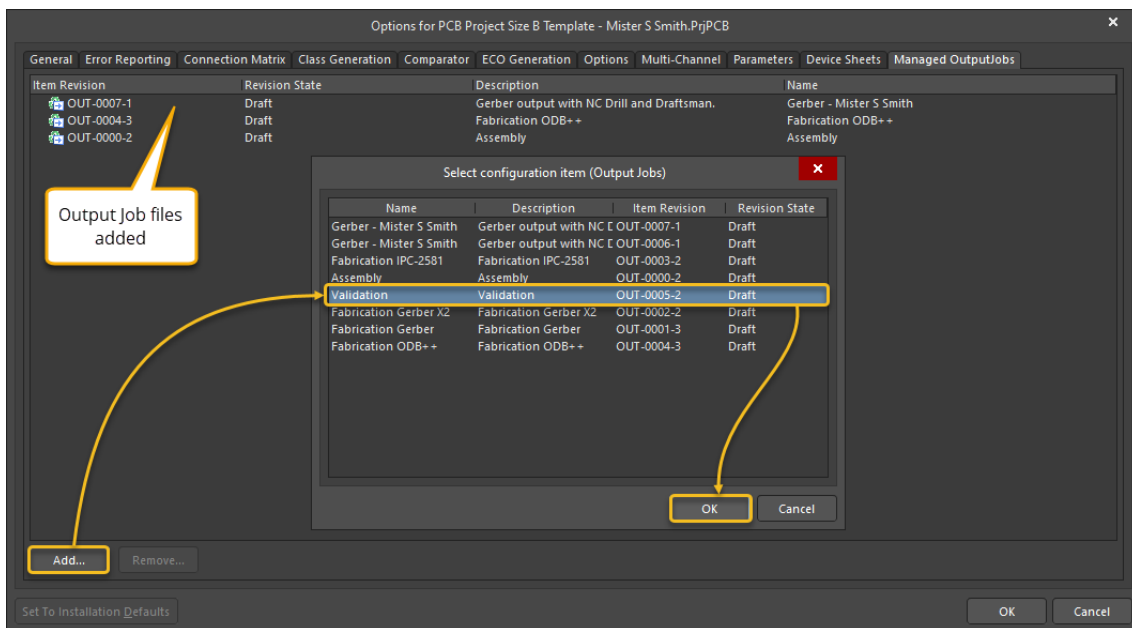 Options for PCB Project Size B Template - Mister S Smith.PrjPCB
General Error Reporting Connection Matrix Class Generation Comparator ECO Generation Options Multi-Channel Parameters Device Sheets Managed OutputJobs
Item Revision Revision State Description Name
OUT-0007-1 Draft Gerber output with NC Drill and Draftsman. Gerber - Mister S Smith
OUT-0004-3 Draft Fabrication ODB++ Fabrication ODB++
OUT-0000-2 Draft Assembly Assembly
Output Job files
added
Select configuration item (Output Jobs)
Name Description Item Revision Revision State
Gerber - Mister S Smith Gerber output with NC D OUT-0007-1 Draft
Gerber - Mister S Smith Gerber output with NC D OUT-0006-1 Draft
Fabrication IPC-2581 Fabrication IPC-2581 OUT-0003-2 Draft
Assembly Assembly OUT-0000-2 Draft
Validation Validation OUT-0005-2 Draft
Fabrication Gerber X2 Fabrication Gerber X2 OUT-0002-2 Draft
Fabrication Gerber Fabrication Gerber OUT-0001-3 Draft
Fabrication ODB++ Fabrication ODB++ OUT-0004-3 Draft
OK Cancel
Add... Remove...
Set To Installation Defaults OK Cancel